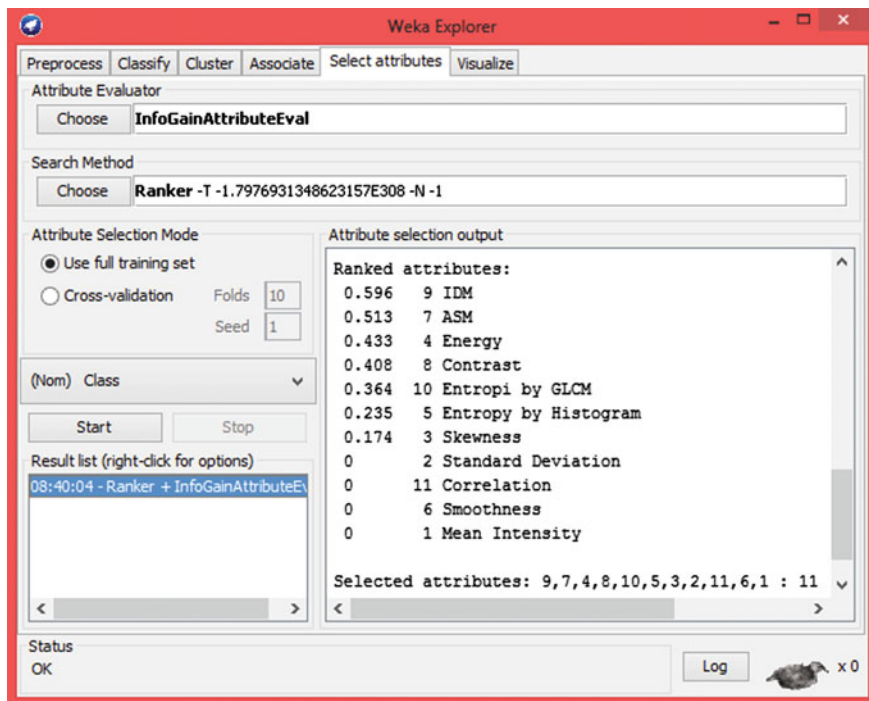 Weka Explorer
Preprocess Classify Cluster Associate Select attributes Visualize
Attribute Evaluator
Choose InfoGainAttributeEval
Search Method
Choose Ranker -T -1.7976931348623157E308 -N -1
Attribute Selection Mode
Use full training set
Cross-validation Folds 10
Seed 1
(Nom) Class
Start Stop
Result list (right-click for options)
08:40:04 - Ranker + InfoGainAttributeEv
Attribute selection output
Ranked attributes:
0.596 9 IDM
0.513 7 ASM
0.433 4 Energy
0.408 8 Contrast
0.364 10 Entropi by GLCM
0.235 5 Entropy by Histogram
0.174 3 Skewness
0 2 Standard Deviation
0 11 Correlation
0 6 Smoothness
0 1 Mean Intensity
Selected attributes: 9,7,4,8,10,5,3,2,11,6,1 : 11
Status
OK
Log x 0